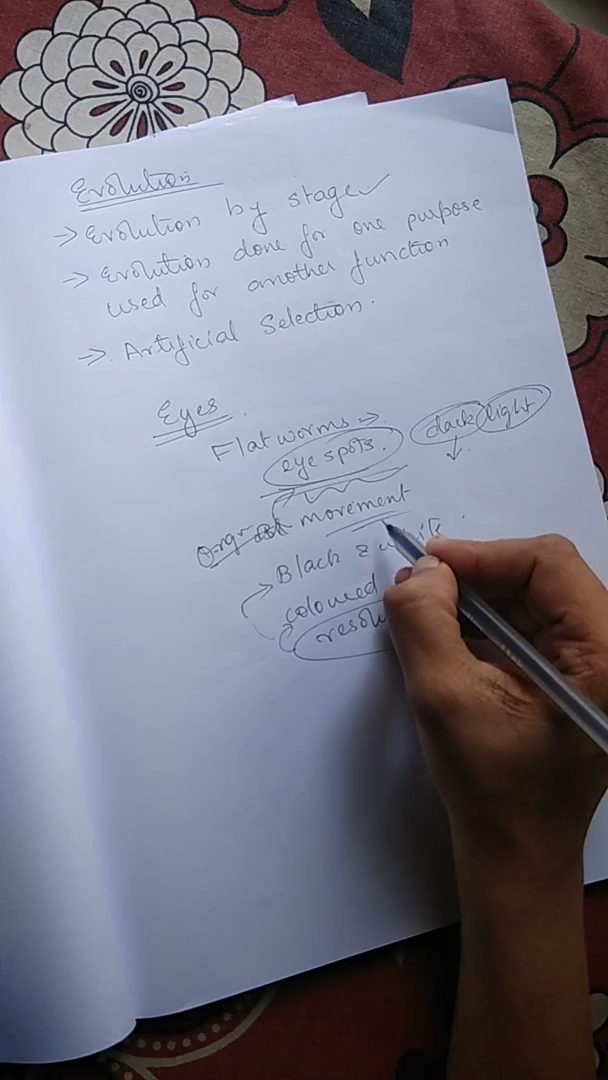 Evolution
→ Evolution by stage
→ Evolution done for one purpose
used for another function
→ Artificial Selection.
Eyes
Flat worms →
eye spots. dark light
movement
Black &
coloured